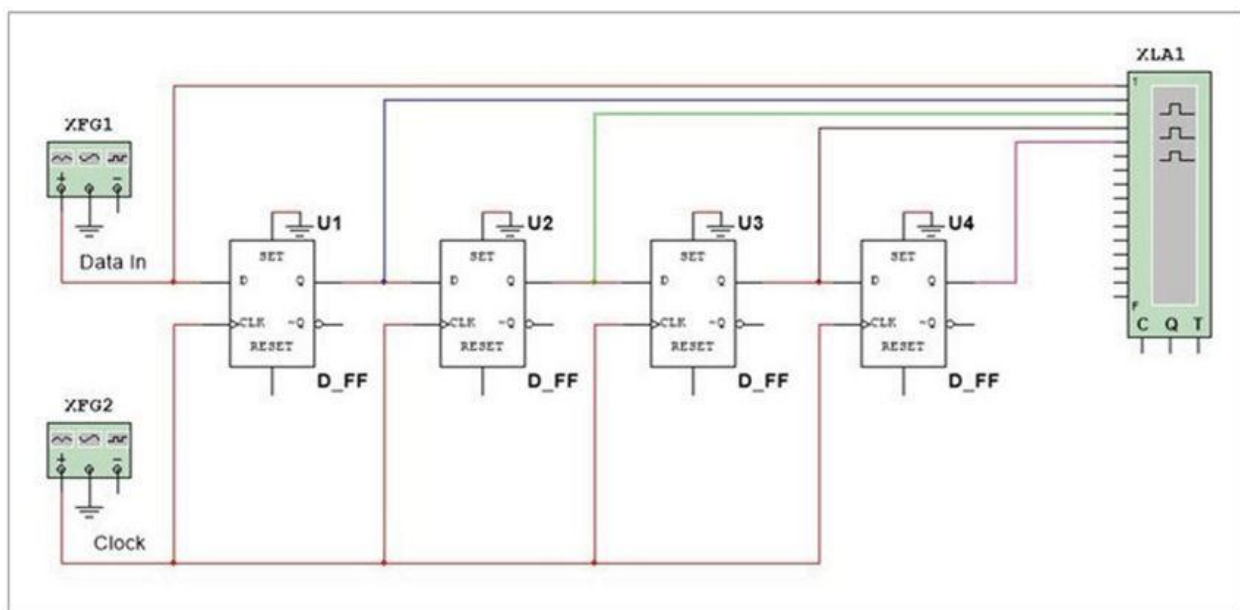 XLA1
1
XFG1
+ −
Data In
U1 U2 U3 U4
SET SET SET SET
D Q D Q D Q D Q
CLK ~Q CLK ~Q CLK ~Q CLK ~Q
RESET RESET RESET RESET
F
C Q T
D_FF D_FF D_FF D_FF
XFG2
+ −
Clock